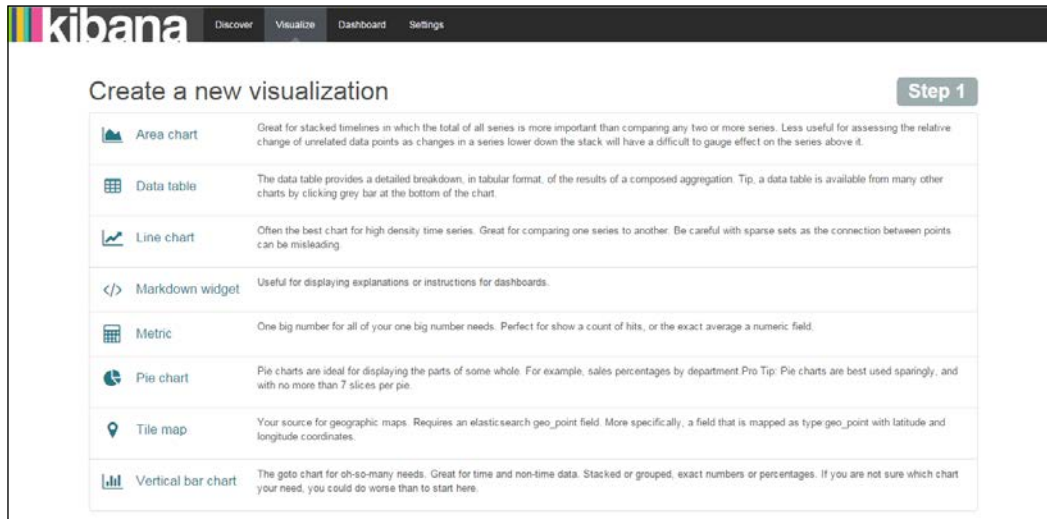 kibana Discover Visualize Dashboard Settings
Create a new visualization Step 1
Area chart
Great for stacked timelines in which the total of all series is more important than comparing any two or more series. Less useful for assessing the relative
change of unrelated data points as changes in a series lower down the stack will have a difficult to gauge effect on the series above it.
Data table
The data table provides a detailed breakdown, in tabular format, of the results of a composed aggregation. Tip, a data table is available from many other
charts by clicking grey bar at the bottom of the chart.
Line chart
Often the best chart for high density time series. Great for comparing one series to another. Be careful with sparse sets as the connection between points
can be misleading.
Markdown widget
Useful for displaying explanations or instructions for dashboards.
Metric
One big number for all of your one big number needs. Perfect for show a count of hits, or the exact average a numeric field.
Pie chart
Pie charts are ideal for displaying the parts of some whole. For example, sales percentages by department.Pro Tip: Pie charts are best used sparingly, and
with no more than 7 slices per pie.
Tile map
Your source for geographic maps. Requires an elasticsearch geo_point field. More specifically, a field that is mapped as type:geo_point with latitude and
longitude coordinates.
Vertical bar chart
The goto chart for oh-so-many needs. Great for time and non-time data. Stacked or grouped, exact numbers or percentages. If you are not sure which chart
your need, you could do worse than to start here.